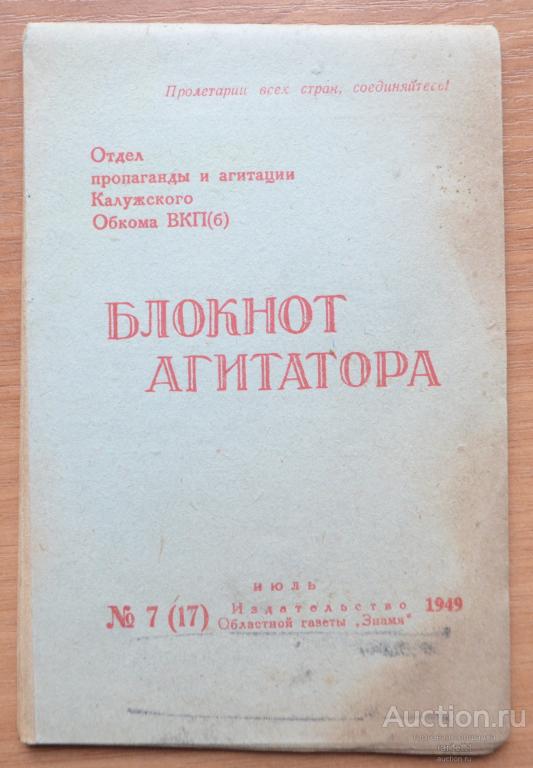 Пролетарии всех стран, соединяйтесь!
Отдел
пропаганды и агитации
Калужского
Обкома ВКП(б)
БЛОКНОТ
АГИТАТОРА
июль
№ 7 (17) Издательство 1949
Областной газеты „Знамя“
Аукцион.ru